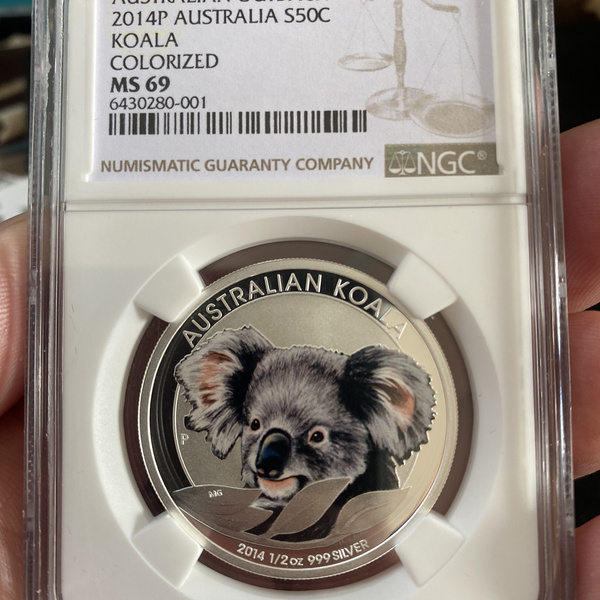 2014P AUSTRALIA S50C
KOALA
COLORIZED
MS 69
6430280-001
NUMISMATIC GUARANTY COMPANY
NGC®
AUSTRALIAN KOALA
P
MG
2014 1/2 oz 999 SILVER